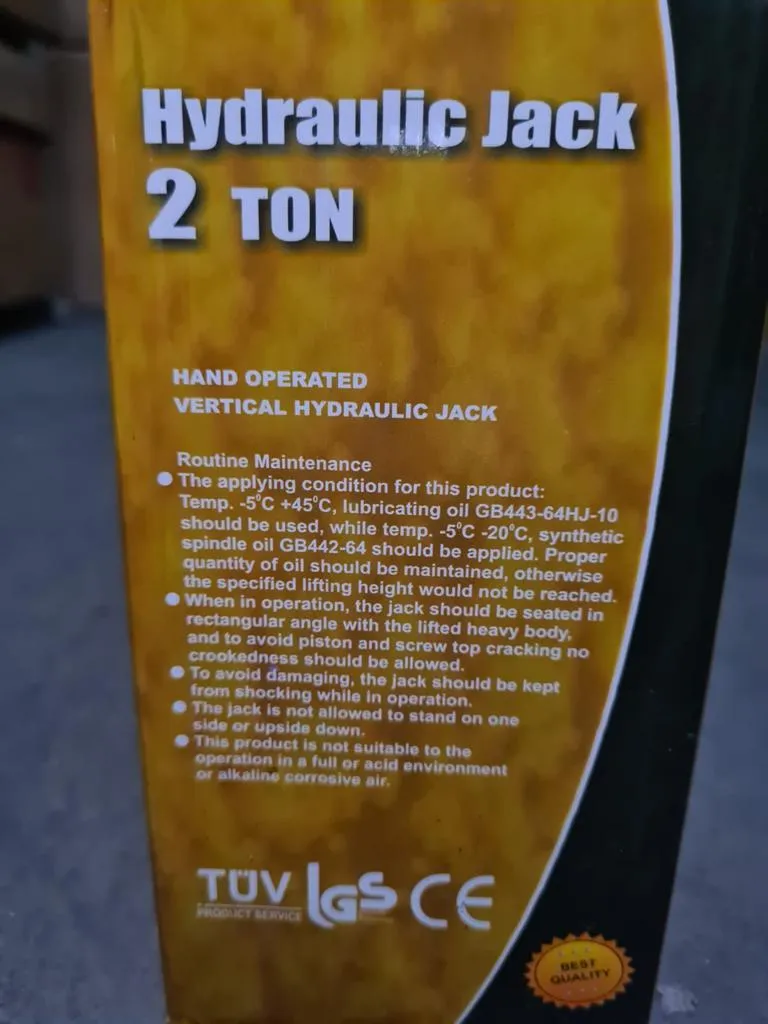 Hydraulic Jack
2 TON
HAND OPERATED
VERTICAL HYDRAULIC JACK
Routine Maintenance
● The applying condition for this product:
Temp. -5°C +45°C, lubricating oil GB443-64HJ-10
should be used, while temp. -5°C -20°C, synthetic
spindle oil GB442-64 should be applied. Proper
quantity of oil should be maintained, otherwise
the specified lifting height would not be reached.
● When in operation, the jack should be seated in
rectangular angle with the lifted heavy body,
and to avoid piston and screw top cracking no
crookedness should be allowed.
● To avoid damaging, the jack should be kept
from shocking while in operation.
● The jack is not allowed to stand on one
side or upside down.
● This product is not suitable to the
operation in a full or acid environment
or alkaline corrosive air.
TÜV GS CE
PRODUCT SERVICE
BEST
QUALITY